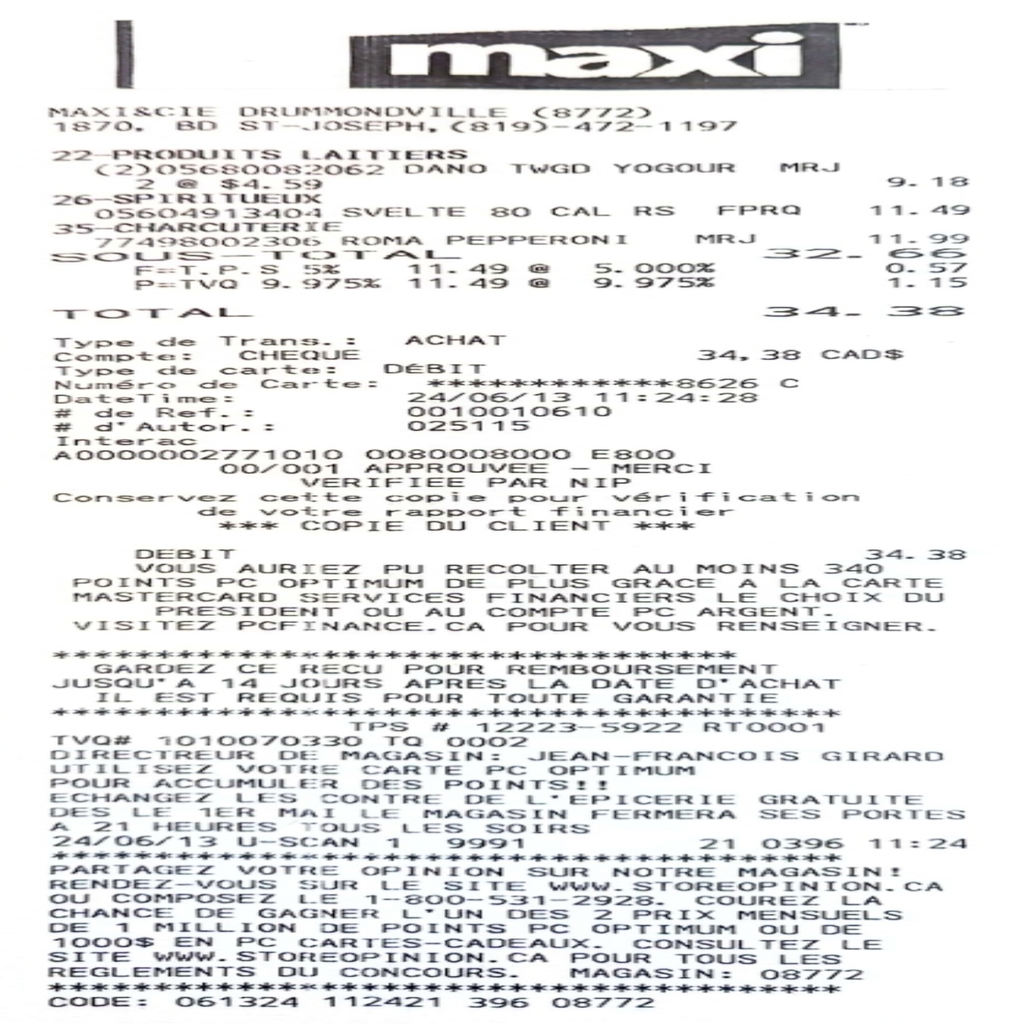 maxi
MAXI&CIE DRUMMONDVILLE (8772)
1870, BD ST-JOSEPH, (819)-472-1197
22-PRODUITS LAITIERS
(2)05680082062 DANO TWGD YOGOUR MRJ
2 @ $4.59 9.18
26-SPIRITUEUX
05604913404 SVELTE 80 CAL RS FPRQ 11.49
35-CHARCUTERIE
774498002306 ROMA PEPPERONI MRJ 11.99
SOUS-TOTAL 32.66
F=T.P.S 5% 11.49 @ 5.000% 0.57
P=TVQ 9.975% 11.49 @ 9.975% 1.15
TOTAL 34.38
Type de Trans.: ACHAT
Compte: CHEQUE 34,38 CAD$
Type de carte: DÉBIT
Numéro de Carte: ************8626 C
DateTime: 24/06/13 11:24:28
# de Ref.: 0010010610
# d'Autor.: 025115
Interac
A0000002771010 0080008000 E800
00/001 APPROUVEE - MERCI
VERIFIEE PAR NIP
Conservez cette copie pour vérification
de votre rapport financier
*** COPIE DU CLIENT ***
DEBIT 34.38
VOUS AURIEZ PU RECOLTER AU MOINS 340
POINTS PC OPTIMUM DE PLUS GRACE A LA CARTE
MASTERCARD SERVICES FINANCIERS LE CHOIX DU
PRESIDENT OU AU COMPTE PC ARGENT.
VISITEZ PCFINANCE.CA POUR VOUS RENSEIGNER.
*********************************
GARDEZ CE RECU POUR REMBOURSEMENT
JUSQU'A 14 JOURS APRES LA DATE D'ACHAT
IL EST REQUIS POUR TOUTE GARANTIE
**************************************
TPS # 12223-5922 RT0001
TVQ# 1010070330 TQ 0002
DIRECTREUR DE MAGASIN: JEAN-FRANCOIS GIRARD
UTILISEZ VOTRE CARTE PC OPTIMUM
POUR ACCUMULER DES POINTS!!
ECHANGEZ LES CONTRE DE L'EPICERIE GRATUITE
DES LE 1ER MAI LE MAGASIN FERMERA SES PORTES
A 21 HEURES TOUS LES SOIRS
24/06/13 U-SCAN 1 9991 21 0396 11:24
**************************************
PARTAGEZ VOTRE OPINION SUR NOTRE MAGASIN!
RENDEZ-VOUS SUR LE SITE WWW.STOREOPINION.CA
OU COMPOSEZ LE 1-800-531-2928. COUREZ LA
CHANCE DE GAGNER L'UN DES 2 PRIX MENSUELS
DE 1 MILLION DE POINTS PC OPTIMUM OU DE
1000$ EN PC CARTES-CADEAUX. CONSULTEZ LE
SITE WWW.STOREOPINION.CA POUR TOUS LES
REGLEMENTS DU CONCOURS. MAGASIN: 08772
**************************************
CODE: 061324 112421 396 08772